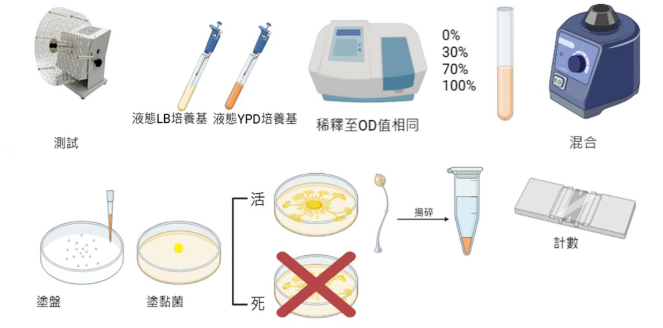 測試
液態LB培養基
液態YPD培養基
稀釋至OD值相同
0%
30%
70%
100%
混合
塗盤
塗黏菌
活
死
搗碎
計數